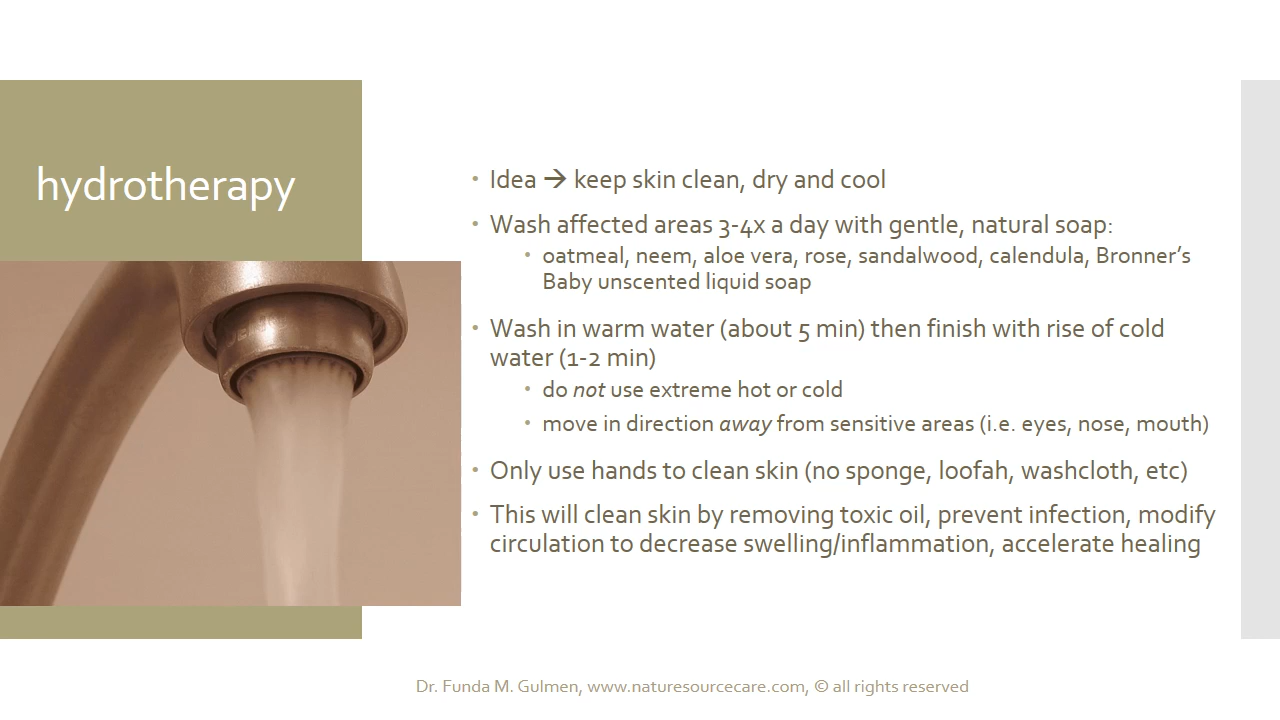 hydrotherapy
• Idea → keep skin clean, dry and cool
• Wash affected areas 3-4x a day with gentle, natural soap:
• oatmeal, neem, aloe vera, rose, sandalwood, calendula, Bronner’s
Baby unscented liquid soap
• Wash in warm water (about 5 min) then finish with rise of cold
water (1-2 min)
• do not use extreme hot or cold
• move in direction away from sensitive areas (i.e. eyes, nose, mouth)
• Only use hands to clean skin (no sponge, loofah, washcloth, etc)
• This will clean skin by removing toxic oil, prevent infection, modify
circulation to decrease swelling/inflammation, accelerate healing
Dr. Funda M. Gulmen, www.naturesourcecare.com, © all rights reserved